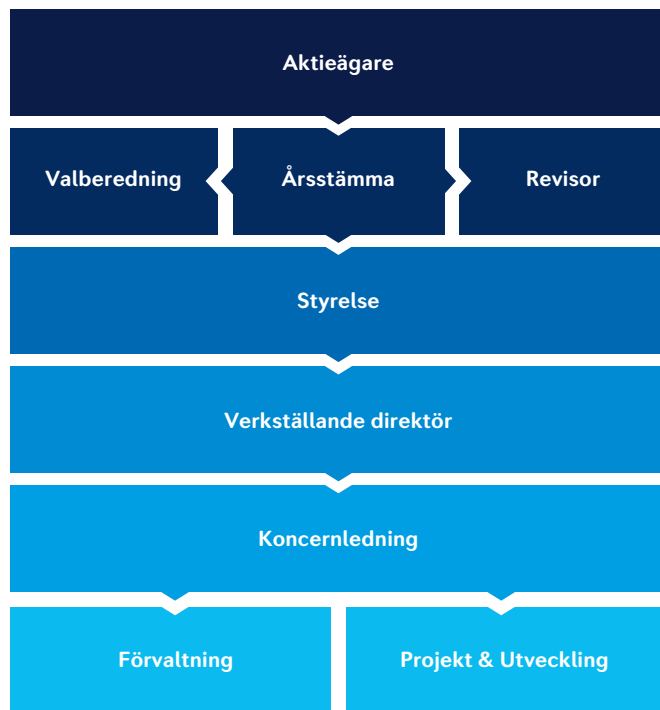 Aktieägare
Valberedning
Årsstämma
Revisor
Styrelse
Verkställande direktör
Koncernledning
Förvaltning
Projekt & Utveckling